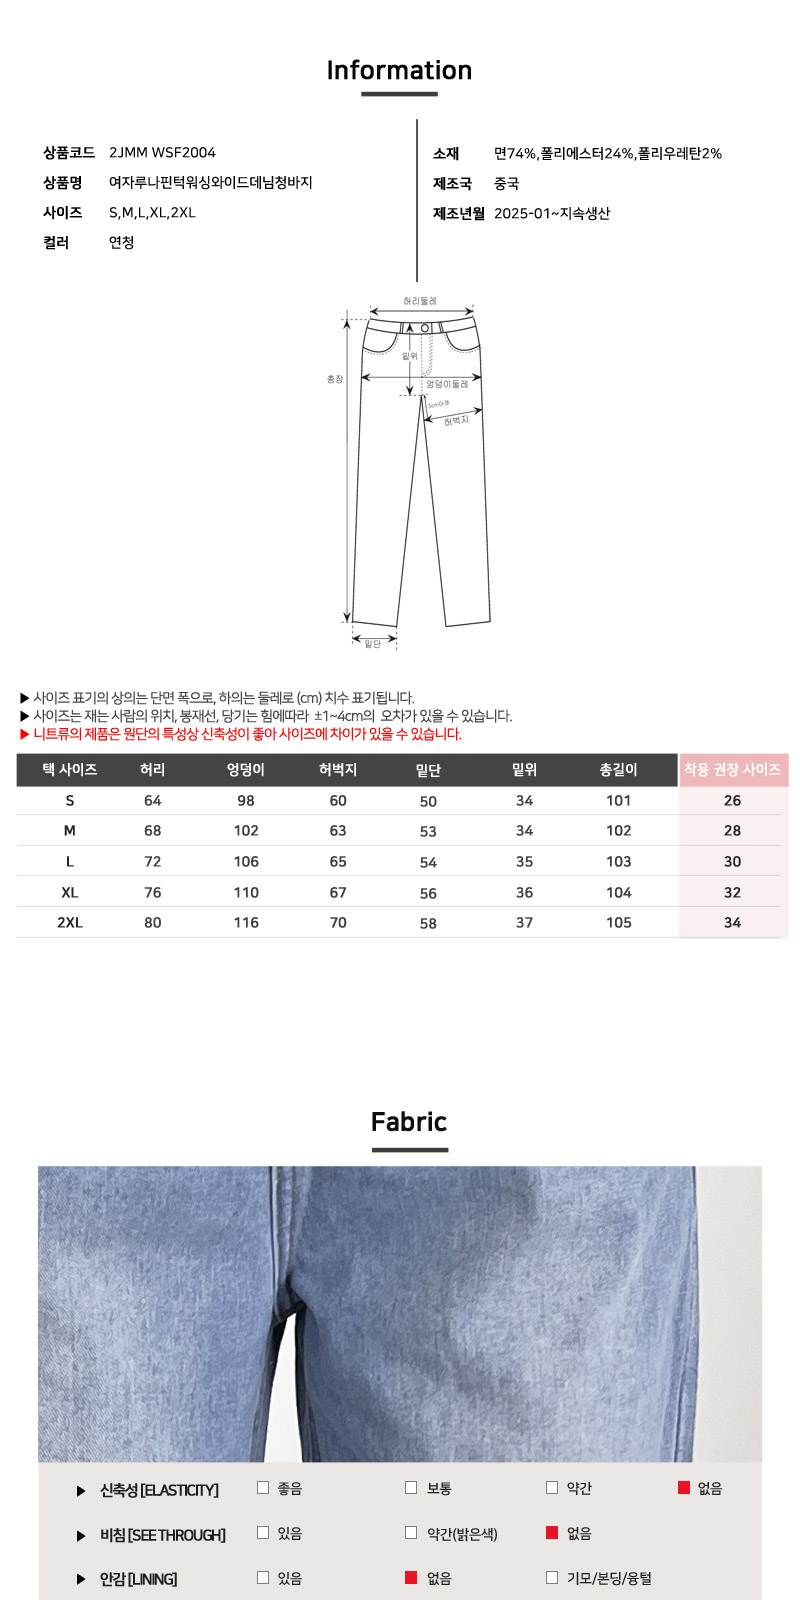 Information
상품코드 2JMM WSF2004
상품명 여자루나핀턱워싱와이드데님청바지
사이즈 S,M,L,XL,2XL
컬러 연청
소재 면74%,폴리에스터24%,폴리우레탄2%
제조국 중국
제조년월 2025-01~지속생산
허리둘레
밑위
총장
엉덩이둘레
5cm아래
허벅지
밑단
▶ 사이즈 표기의 상의는 단면 폭으로, 하의는 둘레로 (cm) 치수 표기됩니다.
▶ 사이즈는 재는 사람의 위치, 봉재선, 당기는 힘에따라 ±1~4cm의 오차가 있을 수 있습니다.
▶ 니트류의 제품은 원단의 특성상 신축성이 좋아 사이즈에 차이가 있을 수 있습니다.
택 사이즈 허리 엉덩이 허벅지 밑단 밑위 총길이 착용 권장 사이즈
S 64 98 60 50 34 101 26
M 68 102 63 53 34 102 28
L 72 106 65 54 35 103 30
XL 76 110 67 56 36 104 32
2XL 80 116 70 58 37 105 34
Fabric
▶ 신축성 [ELASTICITY] 좋음 보통 약간 없음
▶ 비침 [SEE THROUGH] 있음 약간(밝은색) 없음
▶ 안감 [LINING] 있음 없음 기모/본딩/융털